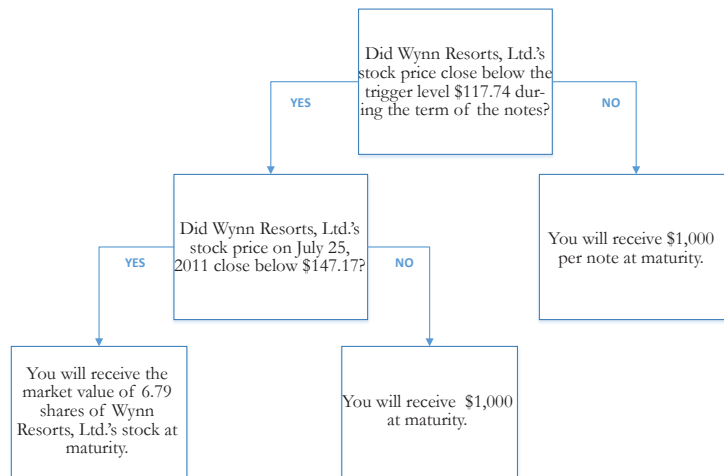 Did Wynn Resorts, Ltd.'s
stock price close below the
trigger level $117.74 dur-
ing the term of the notes?
YES
NO
Did Wynn Resorts, Ltd.'s
stock price on July 25,
2011 close below $147.17?
You will receive $1,000
per note at maturity.
YES
NO
You will receive the
market value of 6.79
shares of Wynn
Resorts, Ltd.'s stock at
maturity.
You will receive $1,000
at maturity.